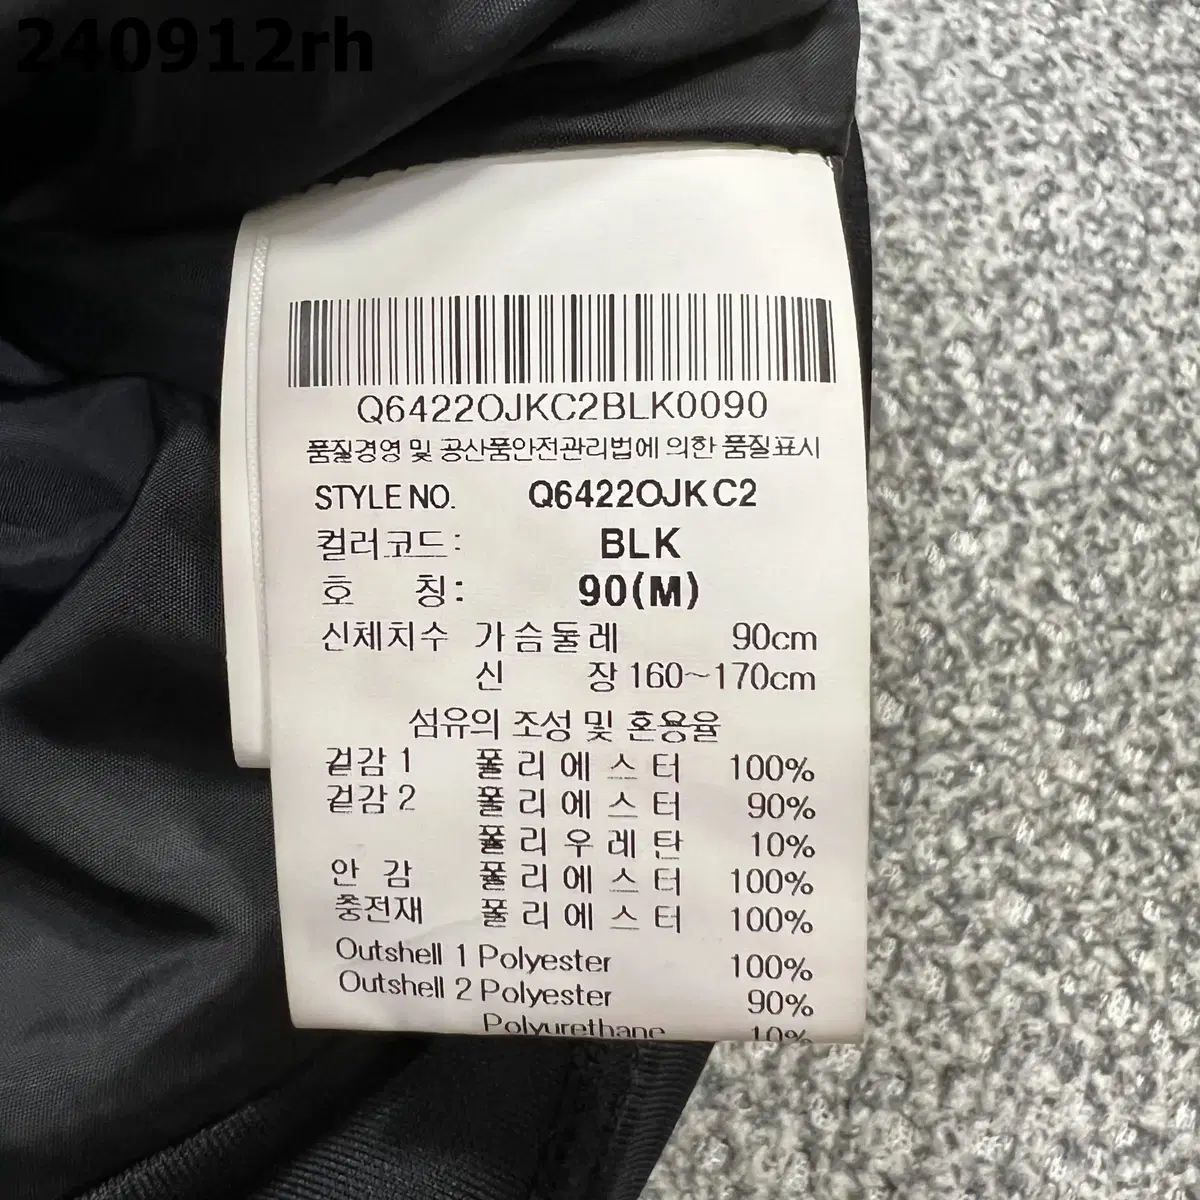 240912rh
Q6422OJKC2BLK0090
품질경영 및 공산품안전관리법에 의한 품질표시
STYLE NO. Q6422OJKC2
컬러코드: BLK
호 칭: 90(M)
신체치수 가슴둘레 90cm
신 장 160~170cm
섬유의 조성 및 혼용율
겉감 1 폴리에스터 100%
겉감 2 폴리에스터 90%
폴리우레탄 10%
안 감 폴리에스터 100%
충전재 폴리에스터 100%
Outshell 1 Polyester 100%
Outshell 2 Polyester 90%
Polyurethane 10%